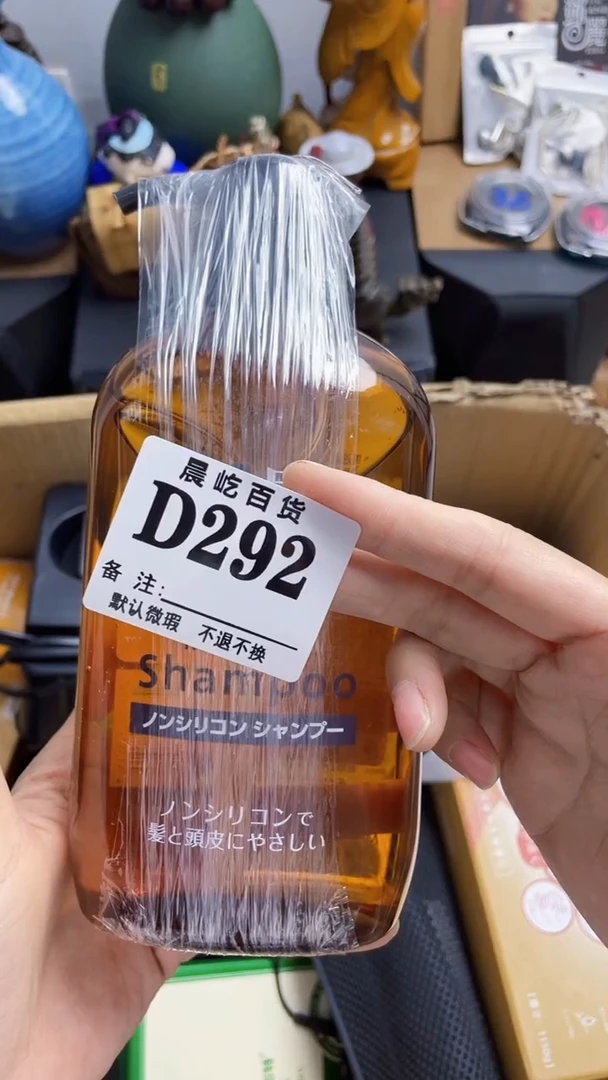 晨屹百货
D292
备 注:
默认微瑕 不退不换
Shampoo
ノンシリコン シャンプー
ノンシリコンで
髪と頭皮にやさしい